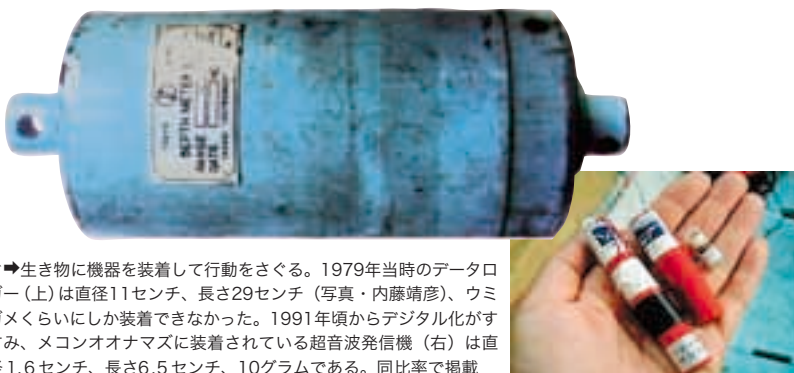 DEPTH METER
RANGE
DATE
➡生き物に機器を装着して行動をさぐる。1979年当時のデータロ
ガー（上）は直径11センチ、長さ29センチ（写真・内藤靖彦）、ウミ
ガメくらいにしか装着できなかった。1991年頃からデジタル化がす
すみ、メコンオオナマズに装着されている超音波発信機（右）は直
径1.6センチ、長さ6.5センチ、10グラムである。同比率で掲載